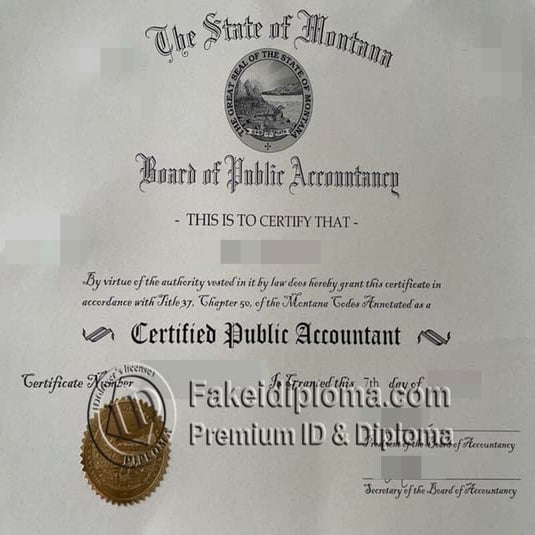 The State of Montana
THE GREAT SEAL OF THE STATE OF MONTANA
Board of Public Accountancy
- THIS IS TO CERTIFY THAT -
By virtue of the authority vested in it by law does hereby grant this certificate in
accordance with Title 37, Chapter 50, of the Montana Codes Annotated as a
Certified Public Accountant
Certificate Number Is Granted this 7th day of
Fakeidiploma.com
Premium ID & Diploma
DIPLOMA
President of the Board of Accountancy
Secretary of the Board of Accountancy